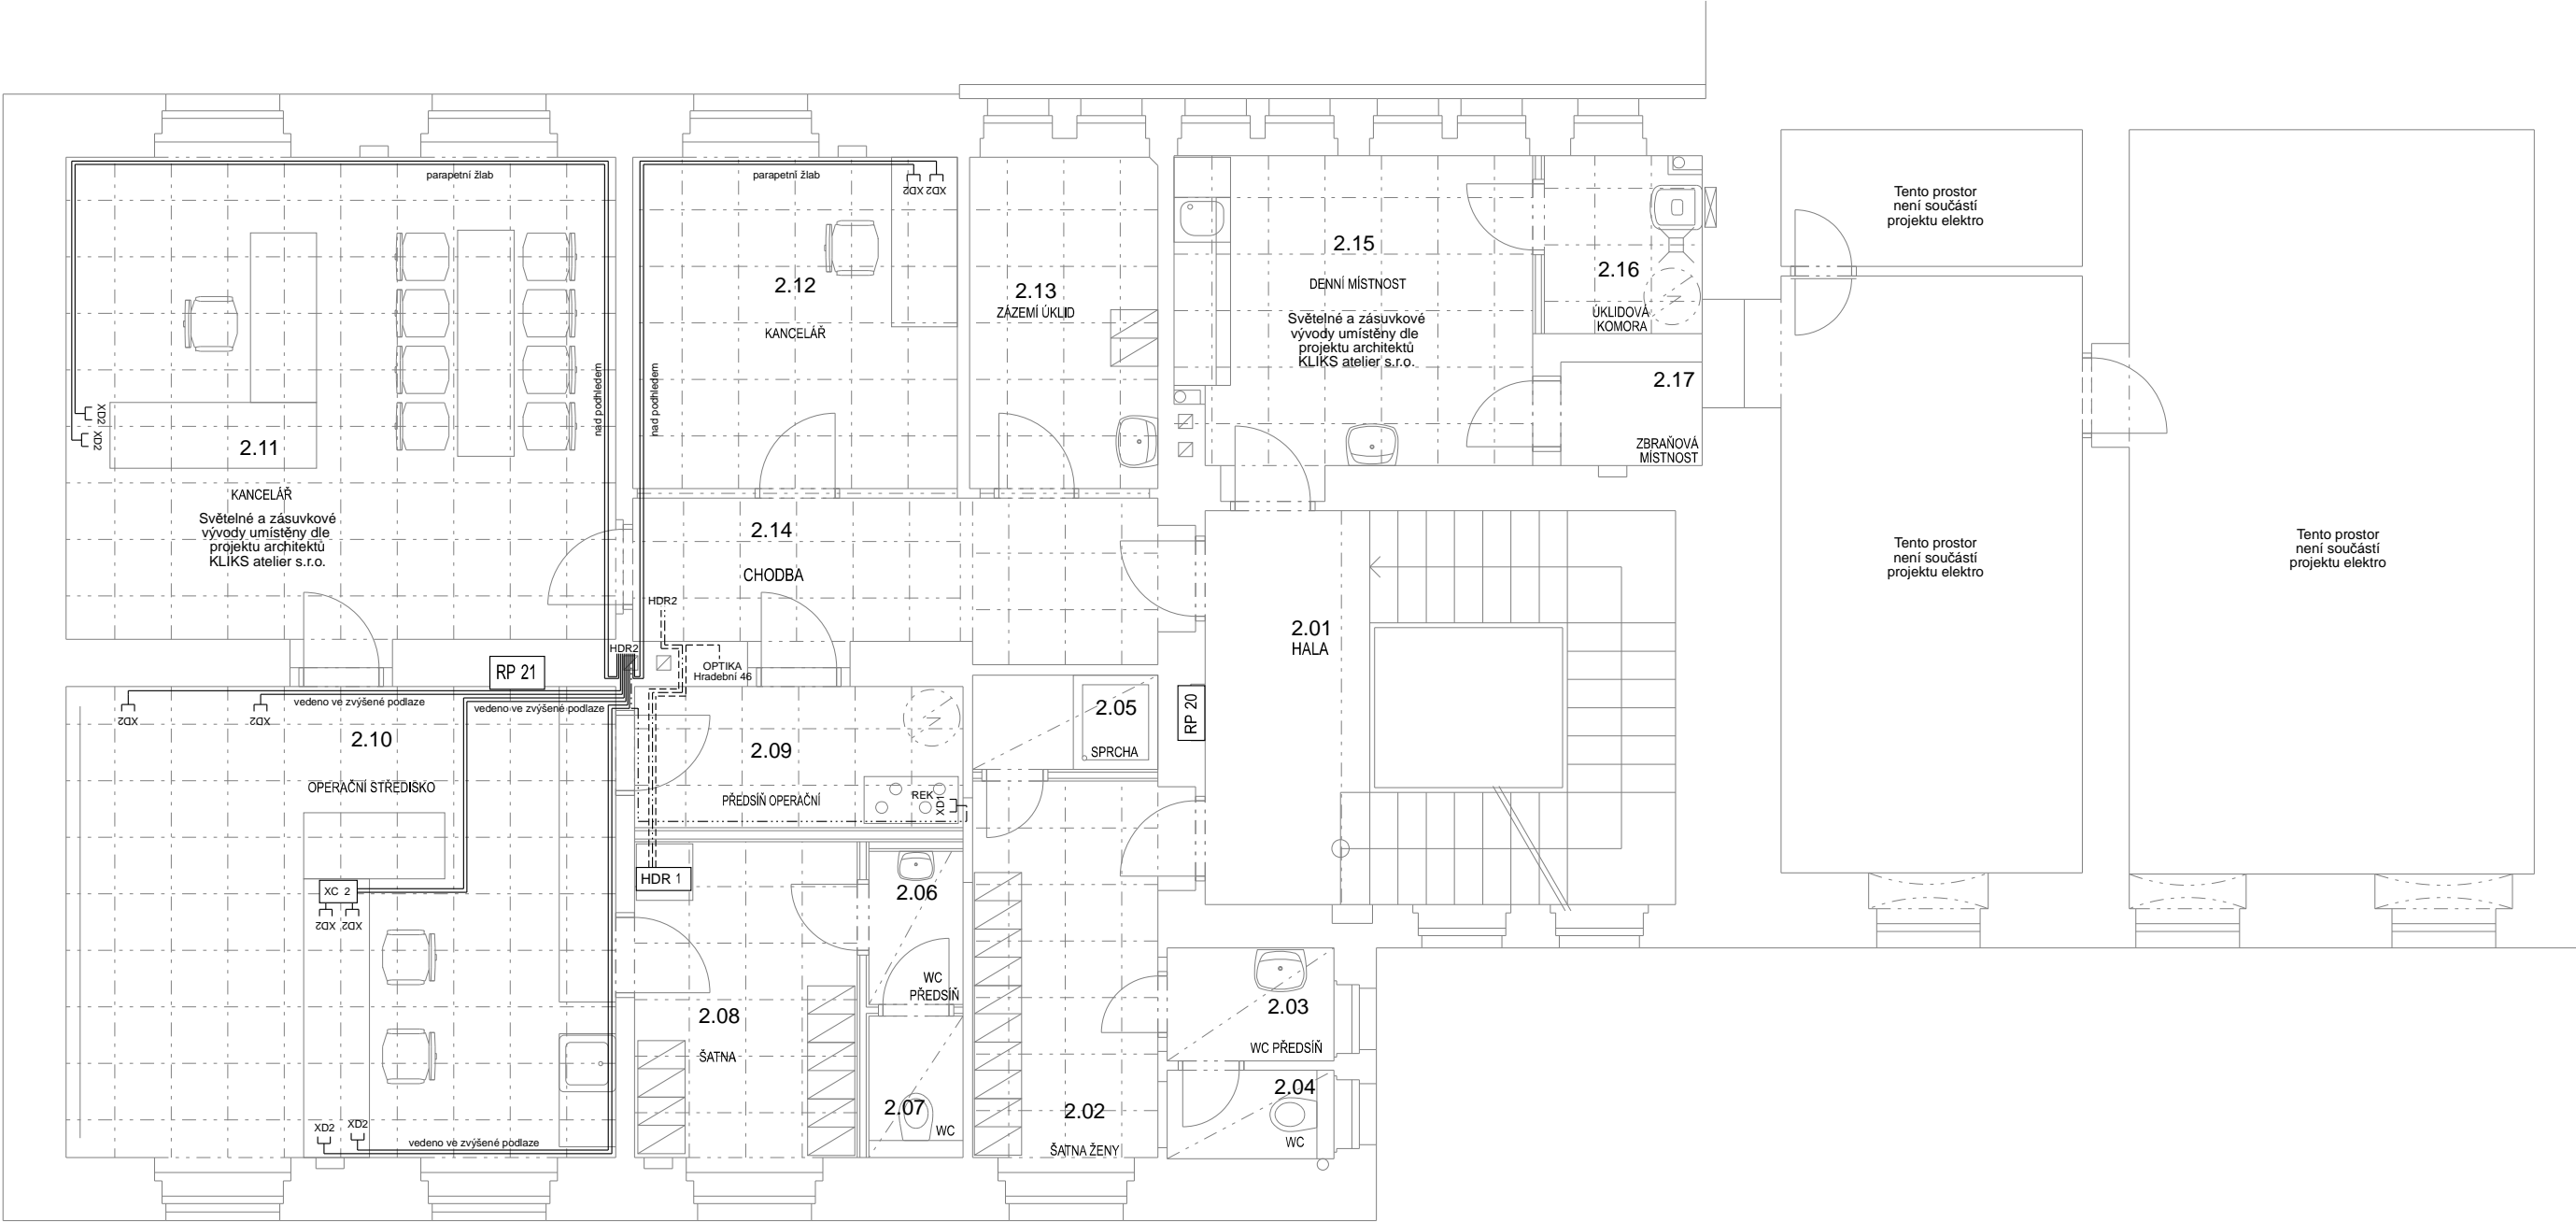 parapetní žlab
XD2
XD2
2.11
KANCELÁŘ
Světelné a zásuvkové
vývody umístěny dle
projektu architektů
KLIKS atelier s.r.o.
nad podhledem
nad podhledem
parapetní žlab
XD2 XD2
2.12
KANCELÁŘ
2.13
ZÁZEMÍ ÚKLID
2.15
DENNÍ MÍSTNOST
Světelné a zásuvkové
vývody umístěny dle
projektu architektů
KLIKS atelier s.r.o.
2.16
ÚKLIDOVÁ
KOMORA
2.17
ZBRAŇOVÁ
MÍSTNOST
Tento prostor
není součástí
projektu elektro
Tento prostor
není součástí
projektu elektro
Tento prostor
není součástí
projektu elektro
2.14
CHODBA
HDR2
HDR2
OPTIKA
Hradební 46
RP 21
2.01
HALA
RP 20
XD2
XD2
vedeno ve zvýšené podlaze
vedeno ve zvýšené podlaze
2.10
OPERAČNÍ STŘEDISKO
XC 2
XD2 XD2
XD2
XD2
vedeno ve zvýšené podlaze
2.09
PŘEDSÍŇ OPERAČNÍ
REK
XD1
2.05
SPRCHA
HDR 1
2.06
WC
PŘEDSÍŇ
2.08
ŠATNA
2.07
WC
2.02
ŠATNA ŽENY
2.03
WC PŘEDSÍŇ
2.04
WC